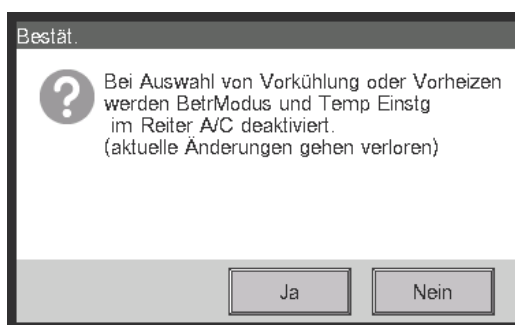 Bestät.
Bei Auswahl von Vorkühlung oder Vorheizen
werden BetrModus und Temp Einstg
im Reiter A/C deaktiviert.
(aktuelle Änderungen gehen verloren)
Ja
Nein